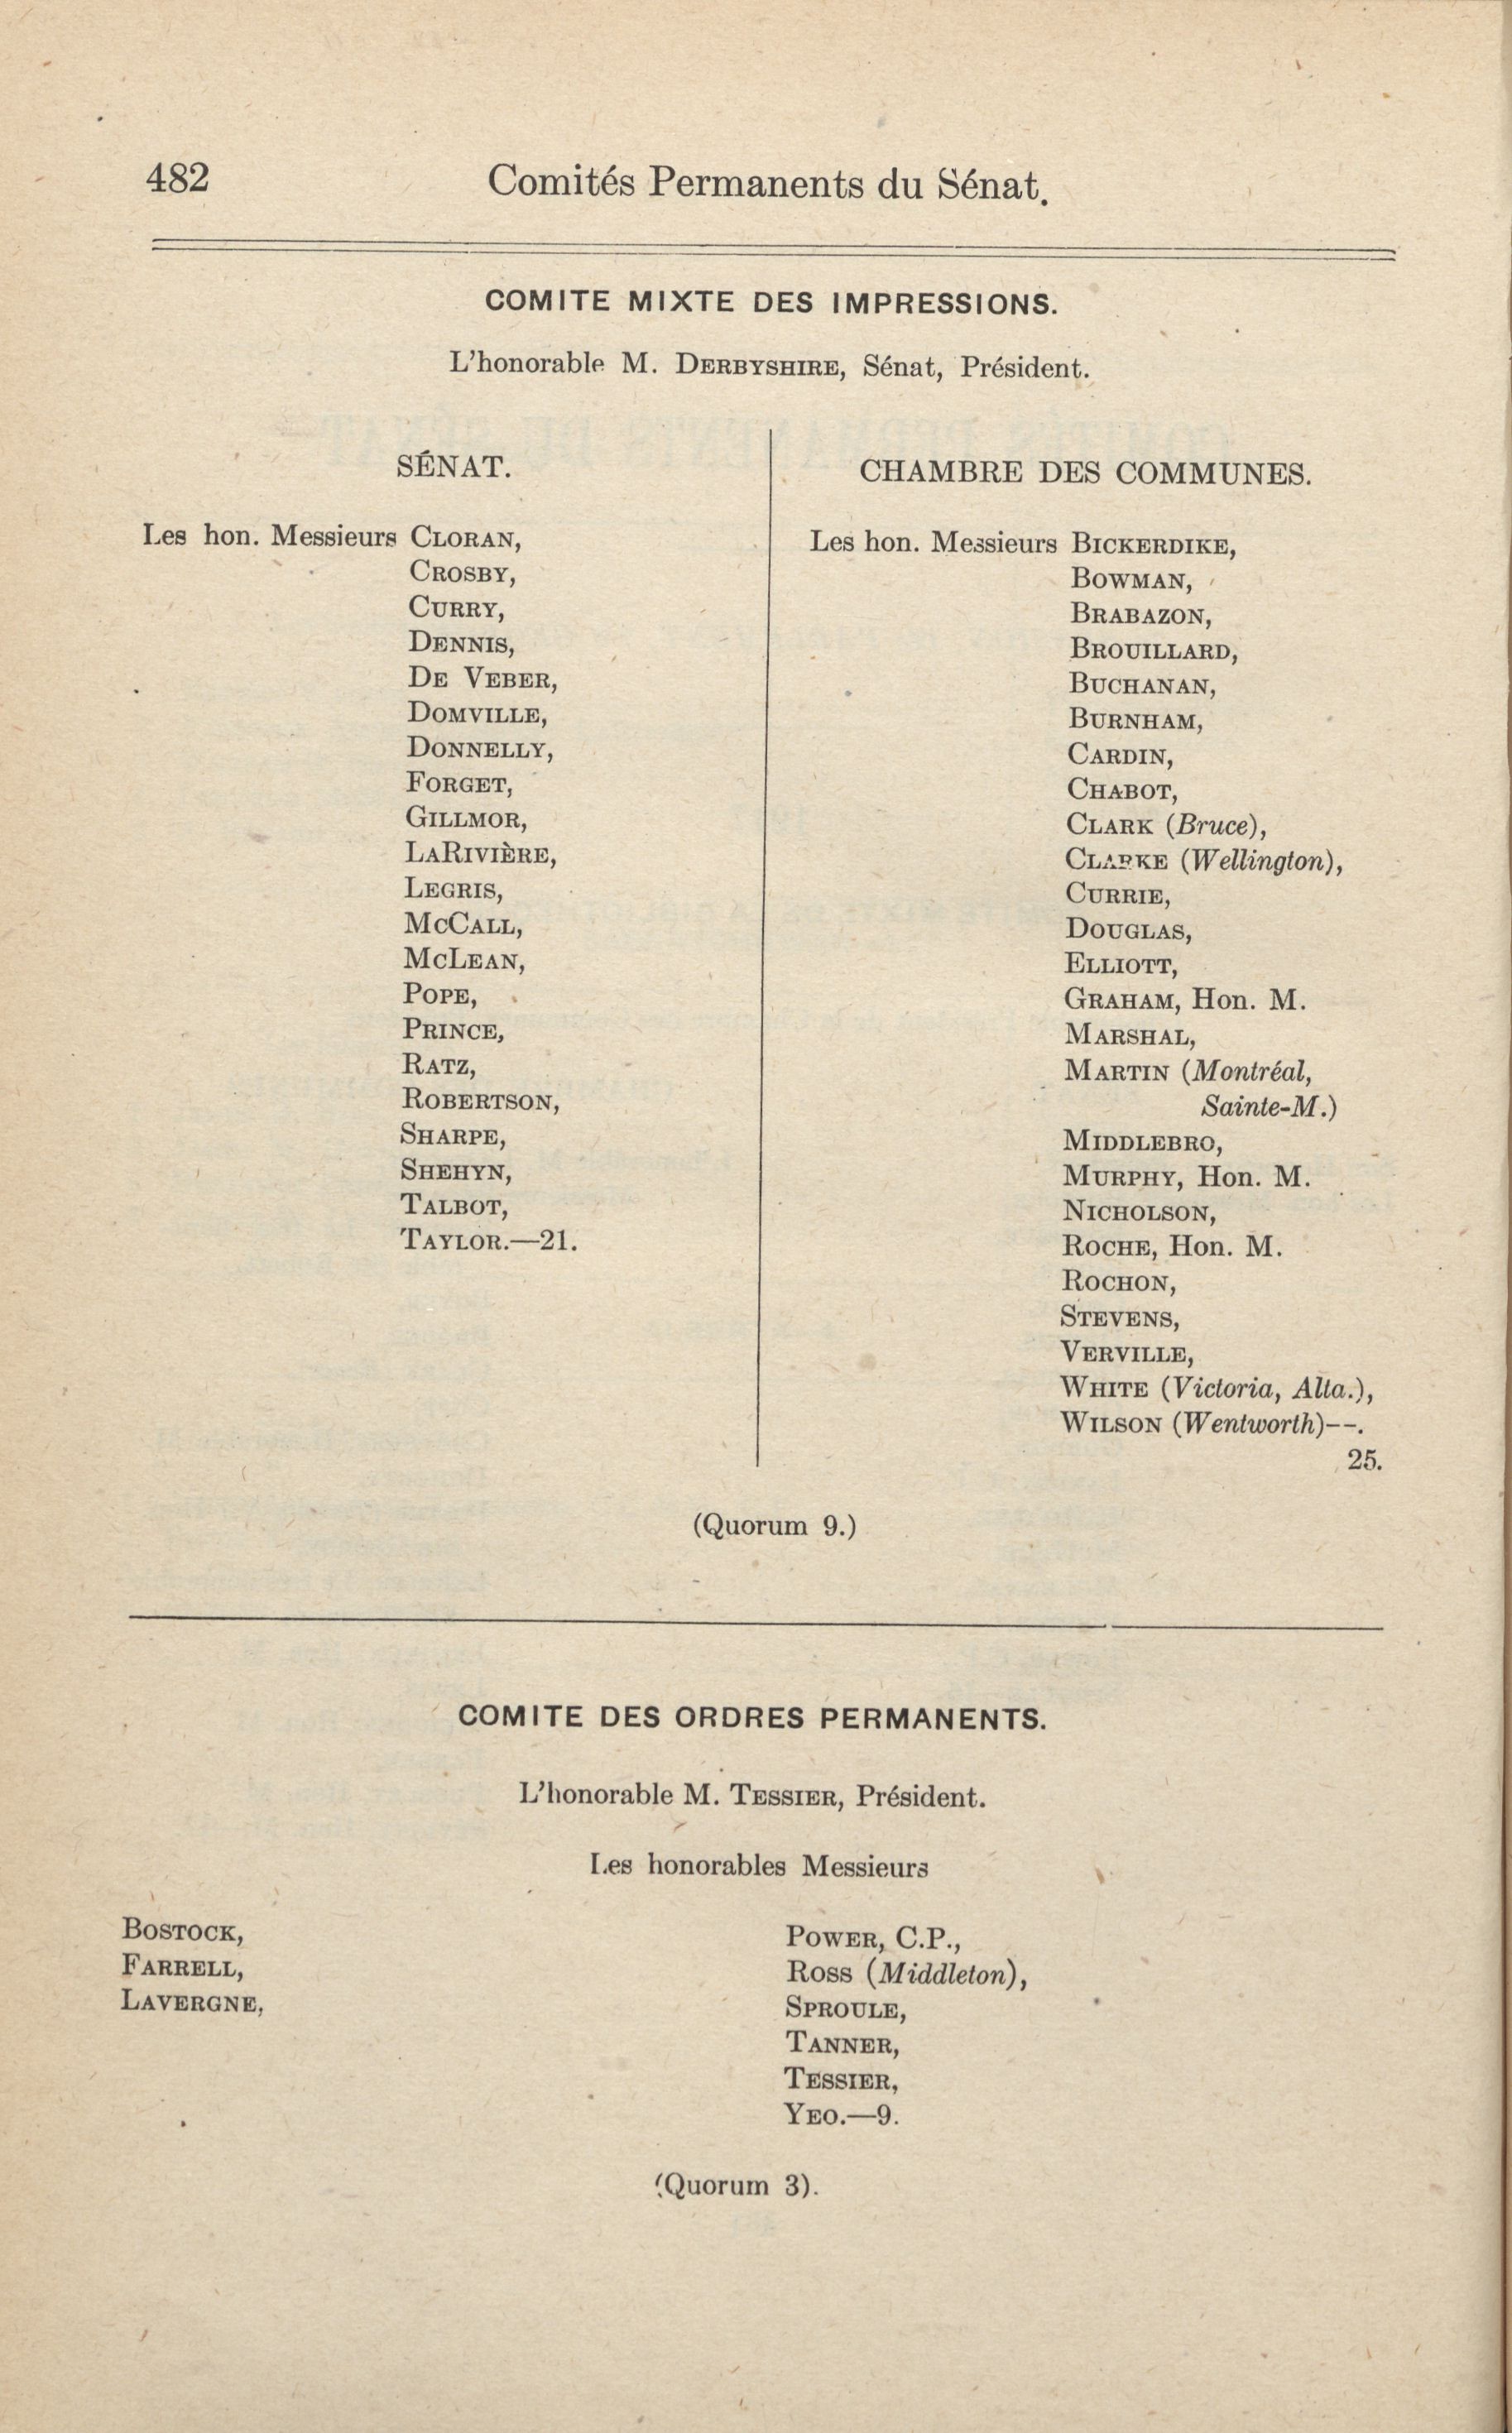 482
Comités Permanents du Sénat.
COMITE MIXTE DES IMPRESSIONS.
L'honorable M. DERBYSHIRE, Sénat, Président.
SÉNAT.
Les hon. Messieurs CLORAN,
CROSBY,
CURRY,
DENNIS,
DE VEBER,
DOMVILLE,
DONNELLY,
FORGET,
GILLMOR,
LARIVIÈRE,
LEGRIS,
MCCALL,
MCLEAN,
POPE,
PRINCE,
RATZ,
ROBERTSON,
SHARPE,
SHEHYN,
TALBOT,
TAYLOR.—21.
CHAMBRE DES COMMUNES.
Les hon. Messieurs BICKERDIKE,
BOWMAN,
BRABAZON,
BROUILLARD,
BUCHANAN,
BURNHAM,
CARDIN,
CHABOT,
CLARK (Bruce),
CLARKE (Wellington),
CURRIE,
DOUGLAS,
ELLIOTT,
GRAHAM, Hon. M.
MARSHAL,
MARTIN (Montréal,
Sainte-M.)
MIDDLEBRO,
MURPHY, Hon. M.
NICHOLSON,
ROCHE, Hon. M.
ROCHON,
STEVENS,
VERVILLE,
WHITE (Victoria, Alta.),
WILSON (Wentworth)--.
25.
(Quorum 9.)
COMITE DES ORDRES PERMANENTS.
L'honorable M. TESSIER, Président.
Les honorables Messieurs
BOSTOCK,
FARRELL,
LAVERGNE,
POWER, C.P.,
ROSS (Middleton),
SPROULE,
TANNER,
TESSIER,
YEO.—9.
(Quorum 3).